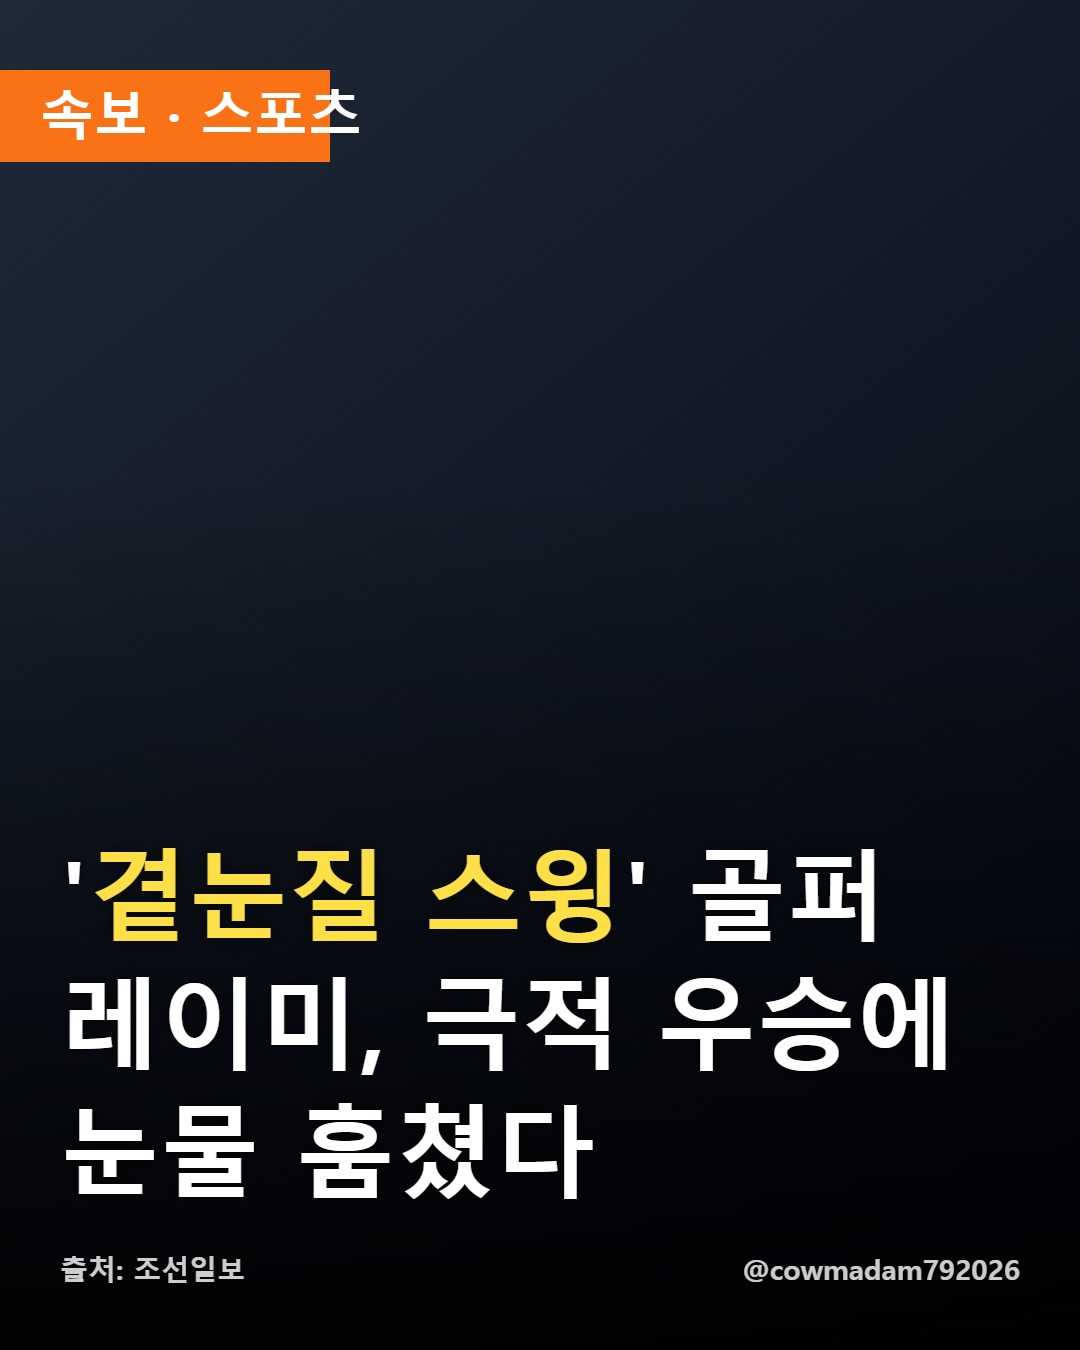 속보 · 스포츠
'곁눈질 스윙' 골퍼
레이미, 극적 우승에
눈물 훔쳤다
출처: 조선일보
@cowmadam792026